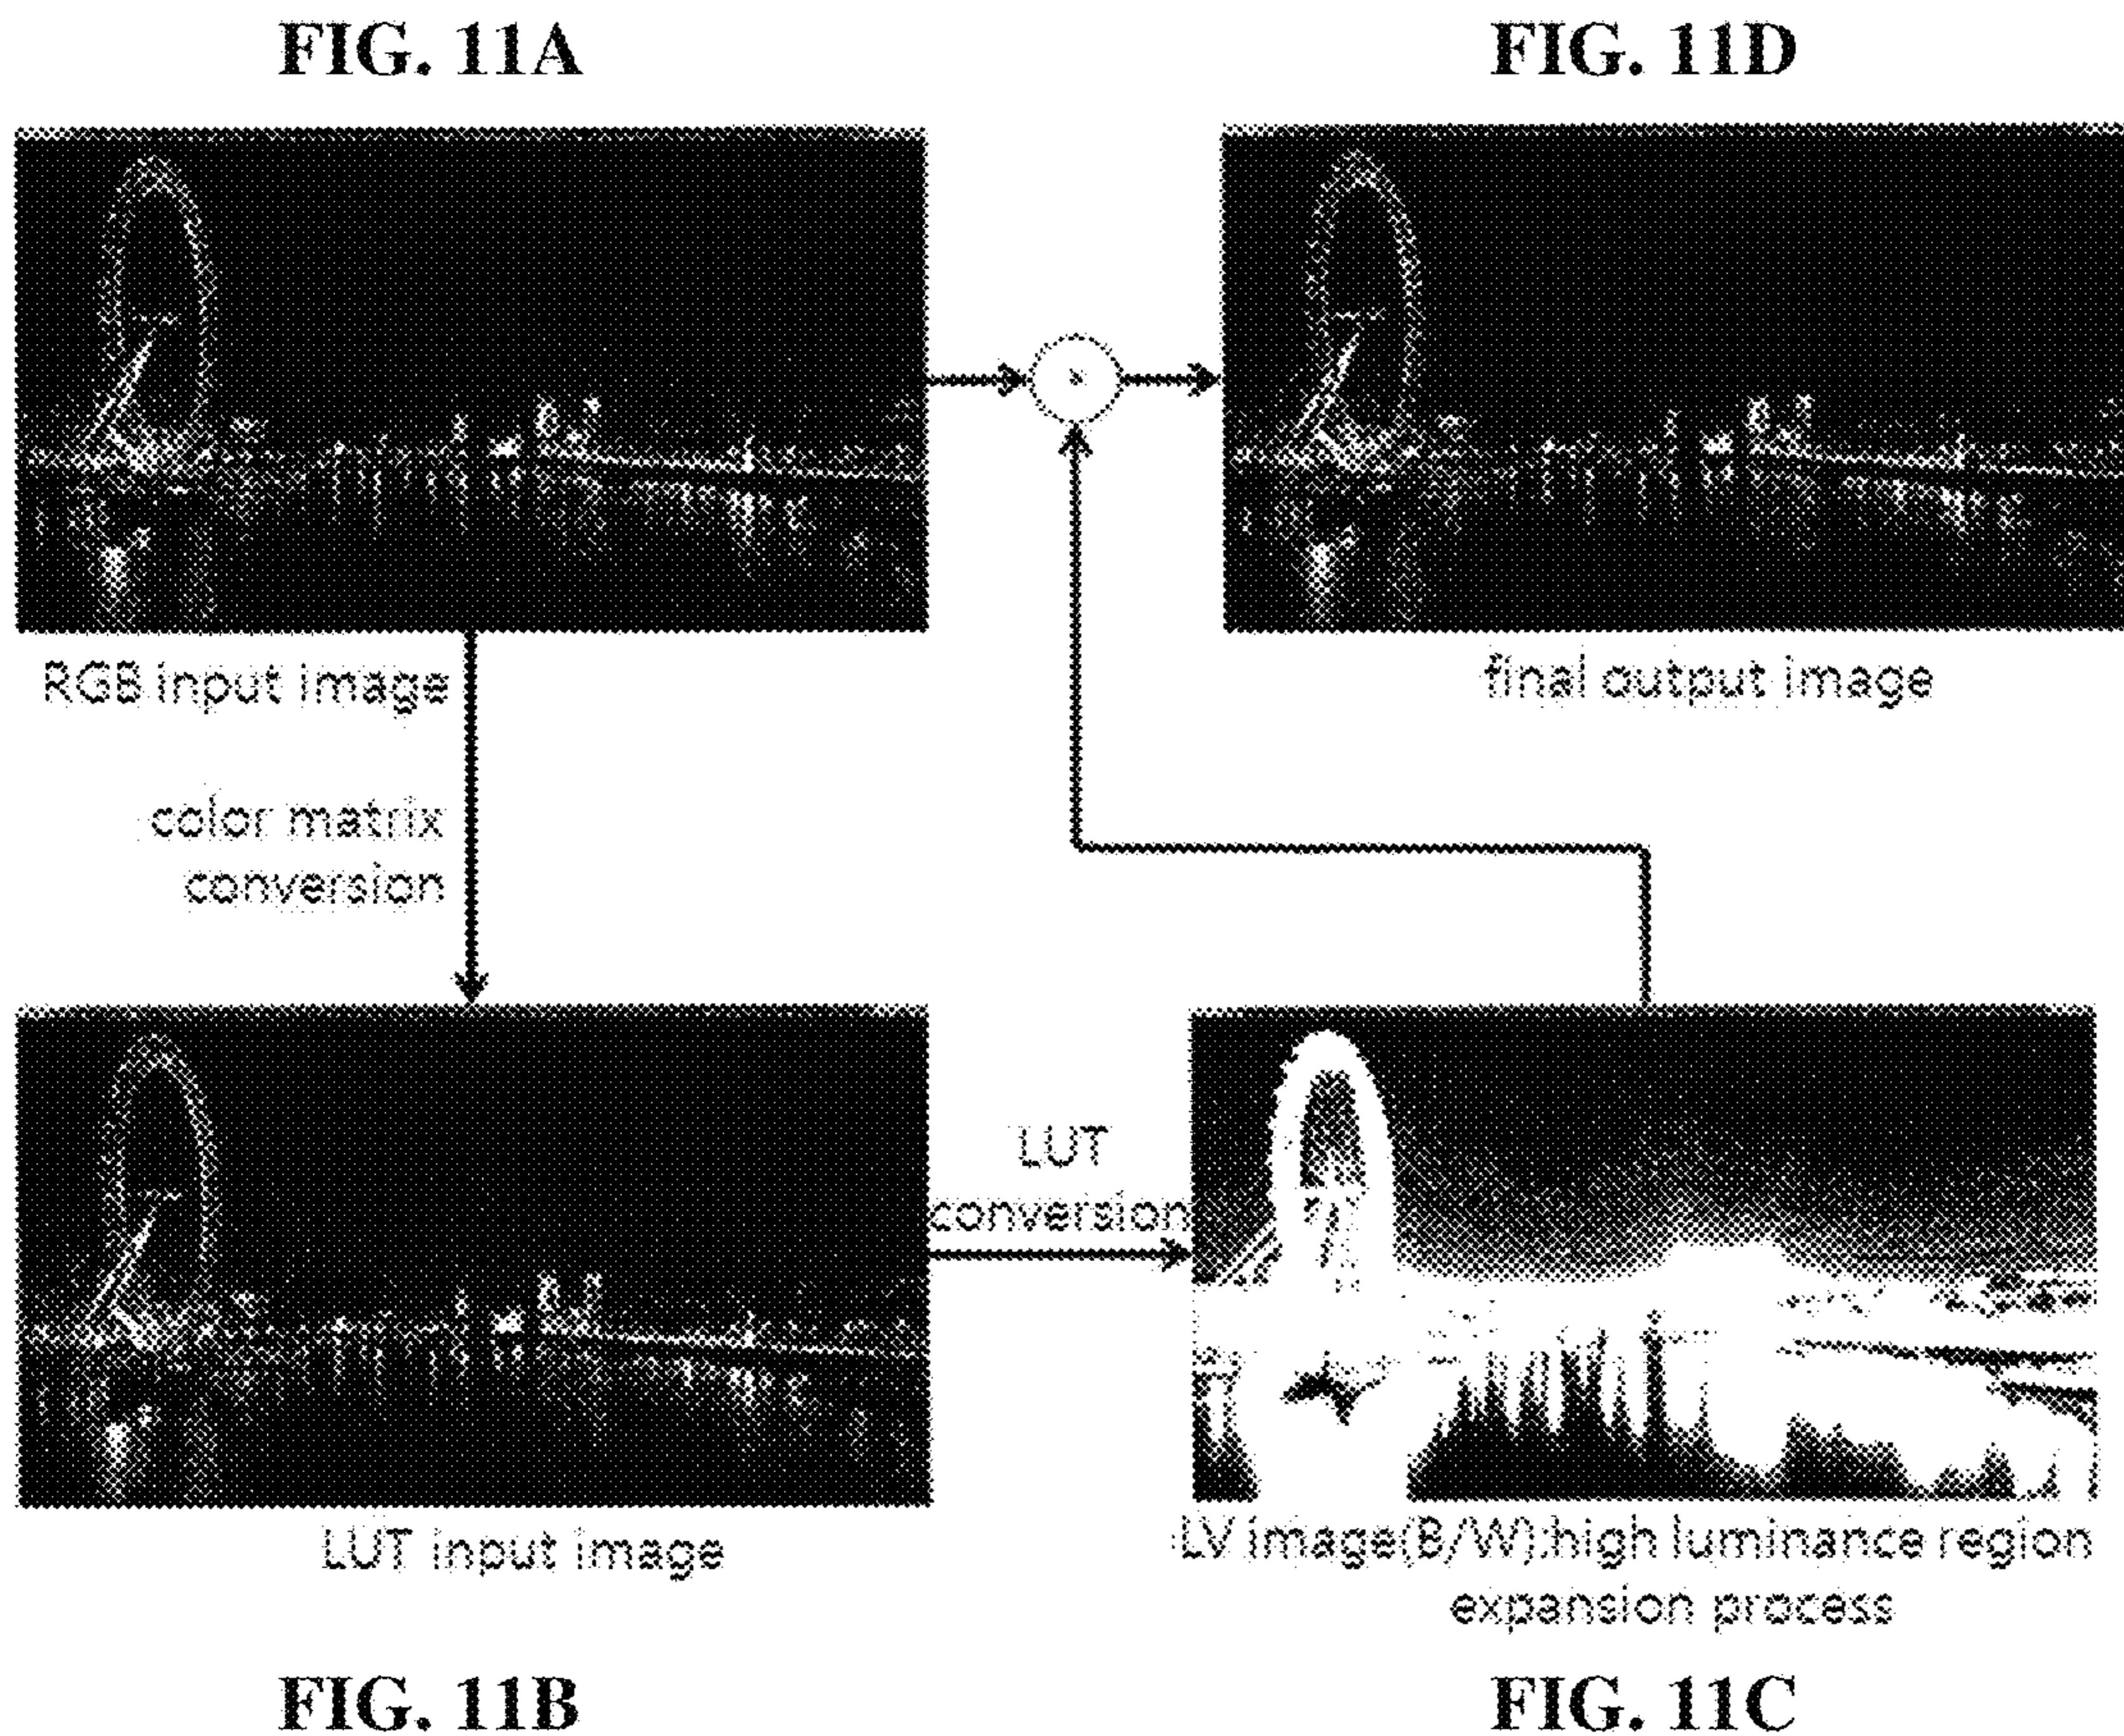 FIG. 11A
FIG. 11D
RGB input image
final output image
color matrix
conversion
LUT
conversion
LUT input image
LV image(B/W):high luminance region
expansion process
FIG. 11B
FIG. 11C